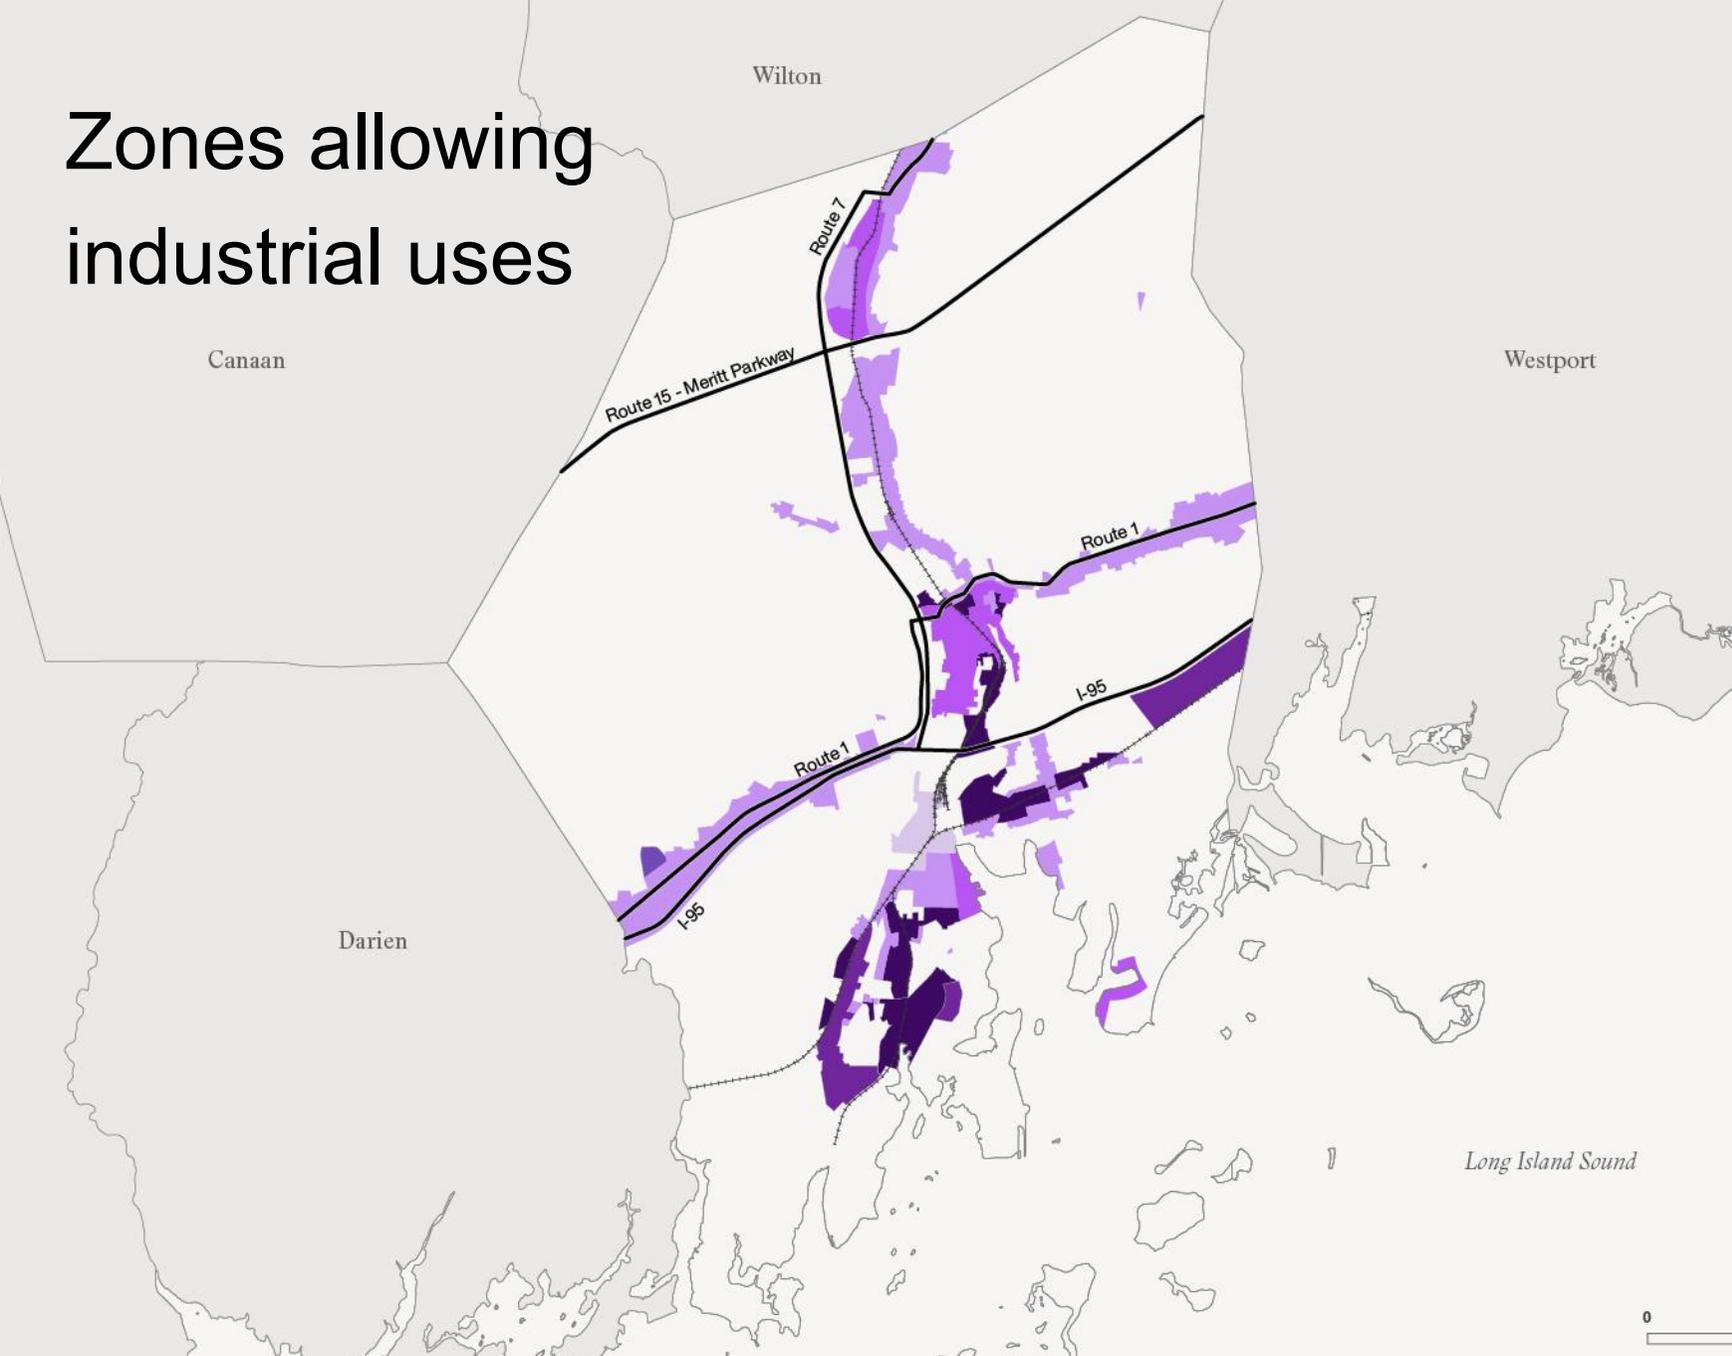 Zones allowing
industrial uses
Wilton
Canaan
Westport
Darien
Long Island Sound
Route 7
Route 15 - Meritt Parkway
Route 1
I-95
Route 1
I-95
0